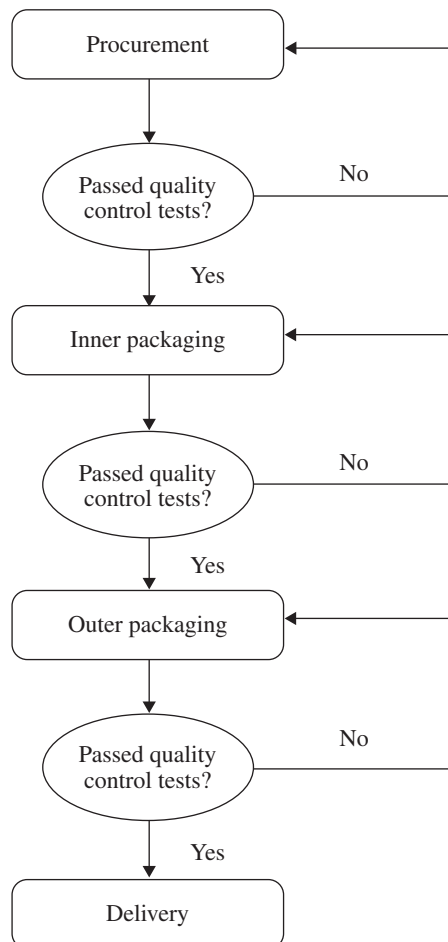 Procurement
Passed quality
control tests?
No
Yes
Inner packaging
Passed quality
control tests?
No
Yes
Outer packaging
Passed quality
control tests?
No
Yes
Delivery